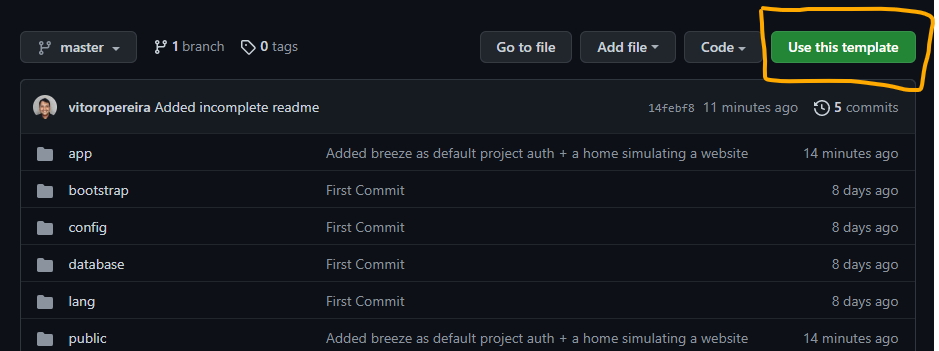 master 1 branch 0 tags Go to file Add file Code Use this template
vitoropereira Added incomplete readme 14febf8 11 minutes ago 5 commits
app Added breeze as default project auth + a home simulating a website 14 minutes ago
bootstrap First Commit 8 days ago
config First Commit 8 days ago
database First Commit 8 days ago
lang First Commit 8 days ago
public Added breeze as default project auth + a home simulating a website 14 minutes ago